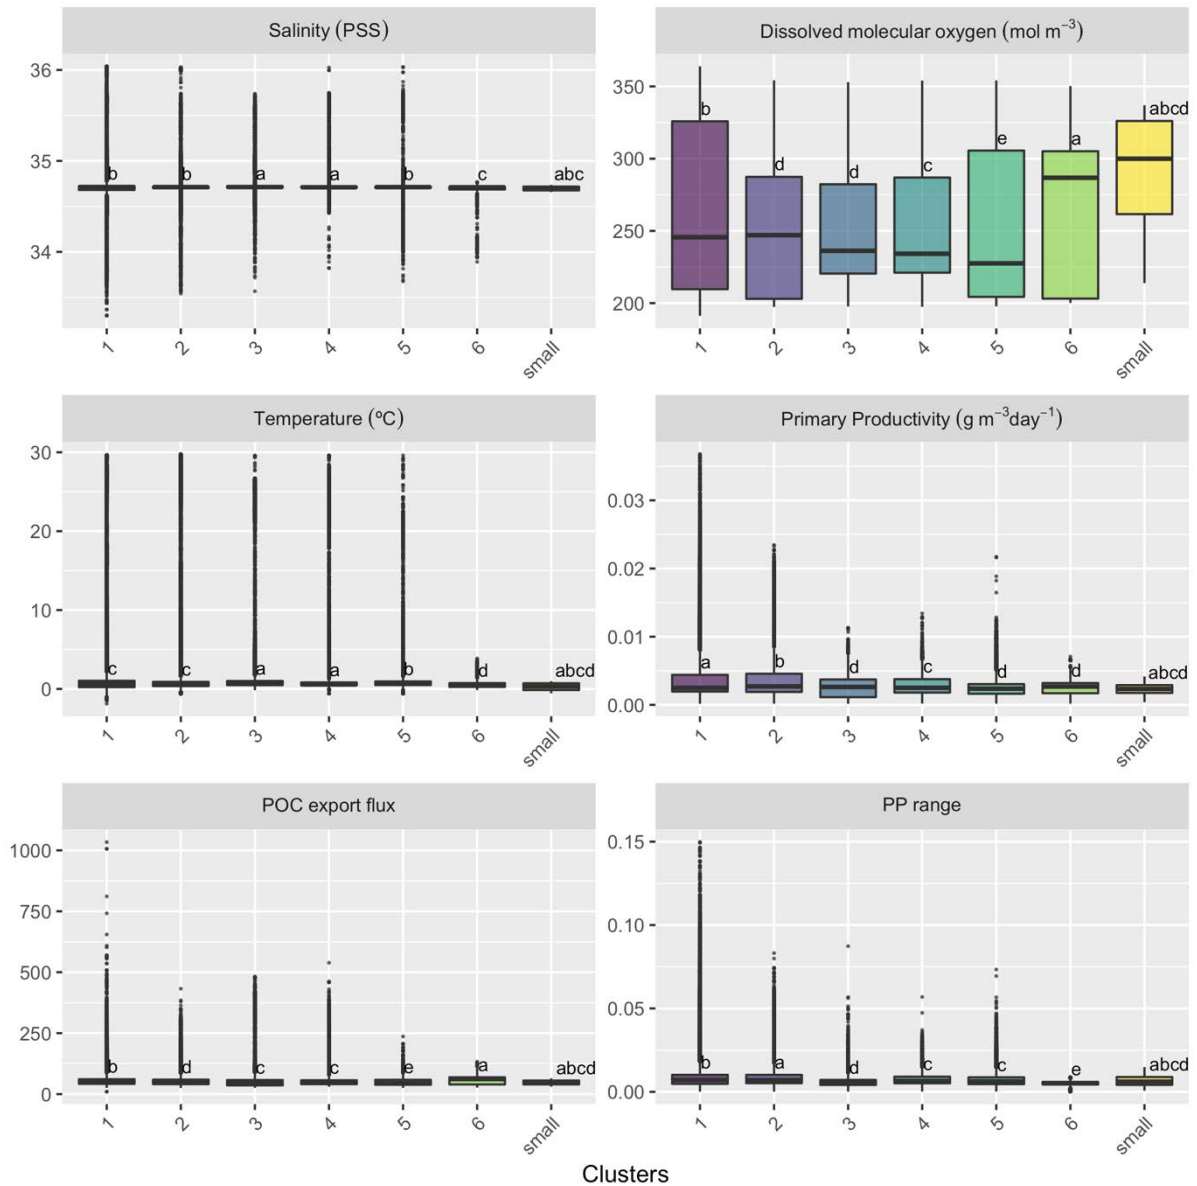 Salinity (PSS)
Dissolved molecular oxygen (mol m⁻³)
36
35
34
b b a a b c abc
1 2 3 4 5 6 small
350
300
250
200
b d d c e a abcd
1 2 3 4 5 6 small
Temperature (ºC)
Primary Productivity (g m⁻³day⁻¹)
30
20
10
0
c c a a b d abcd
1 2 3 4 5 6 small
0.03
0.02
0.01
0.00
a b d c d d abcd
1 2 3 4 5 6 small
POC export flux
PP range
1000
750
500
250
0
b d c c e a abcd
1 2 3 4 5 6 small
0.15
0.10
0.05
0.00
b a d c c e abcd
1 2 3 4 5 6 small
Clusters